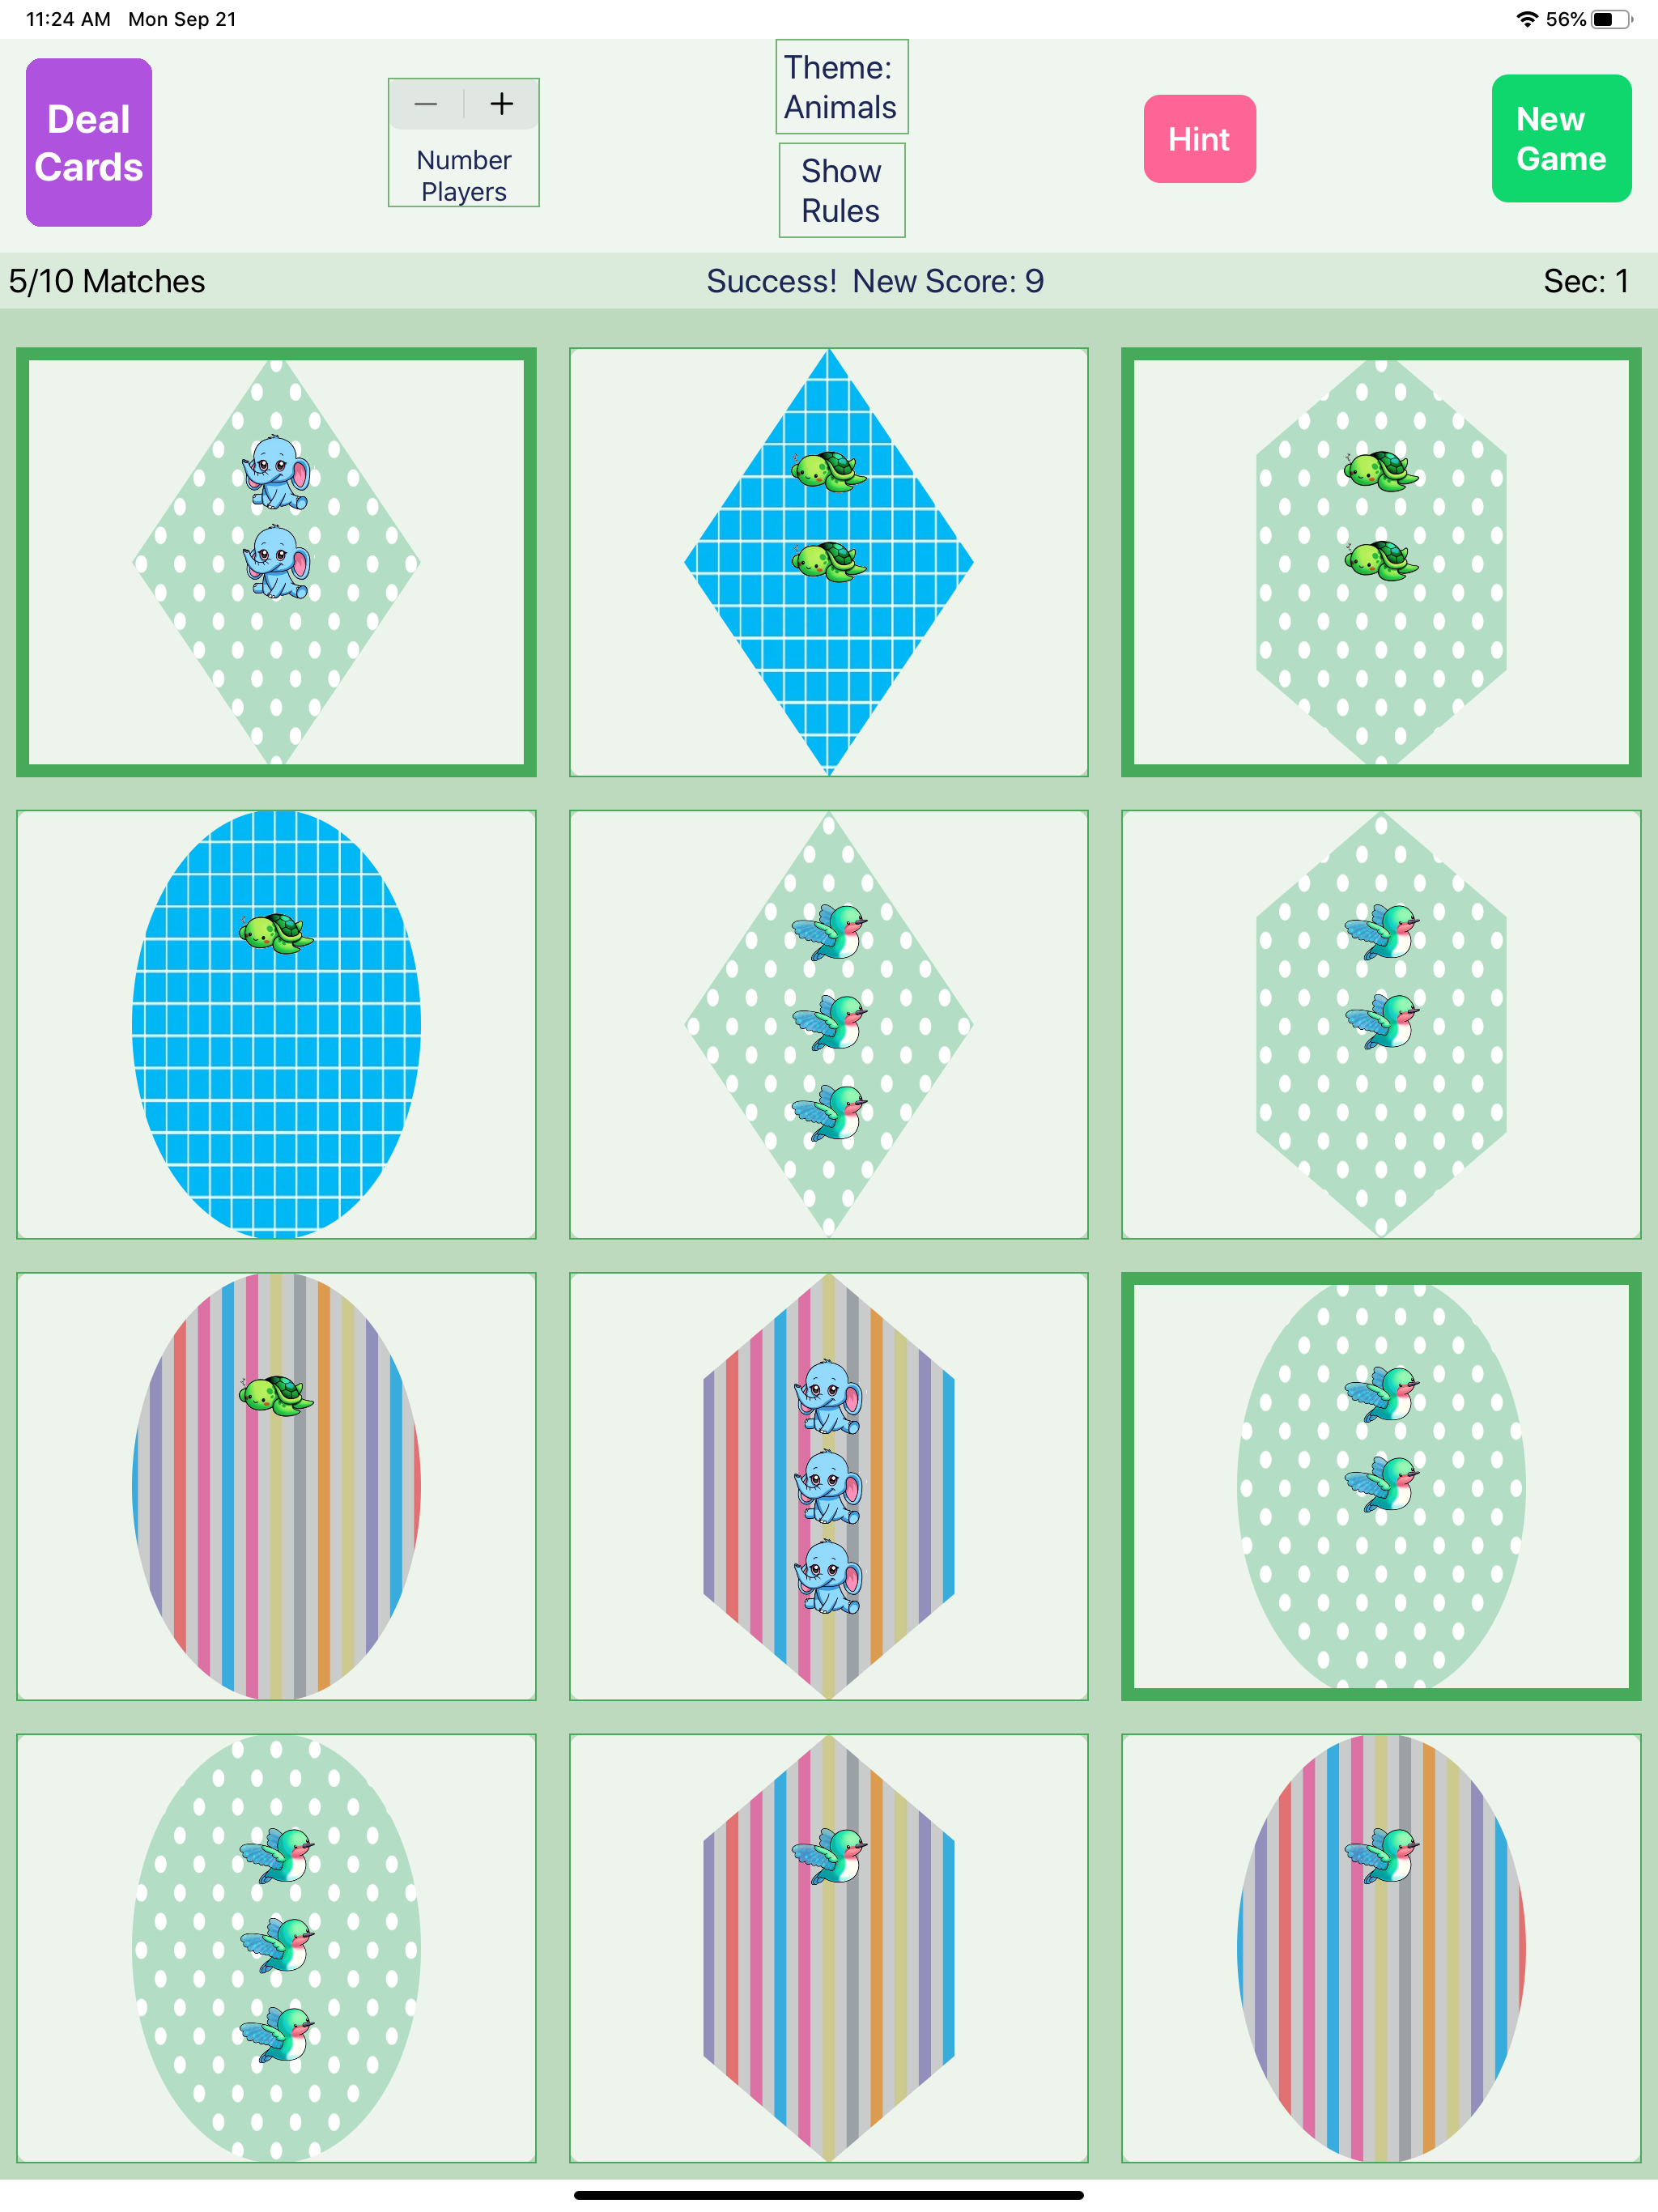 11:24 AM Mon Sep 21
56%
Deal
Cards
− +
Number
Players
Theme:
Animals
Show
Rules
Hint
New
Game
5/10 Matches
Success! New Score: 9
Sec: 1